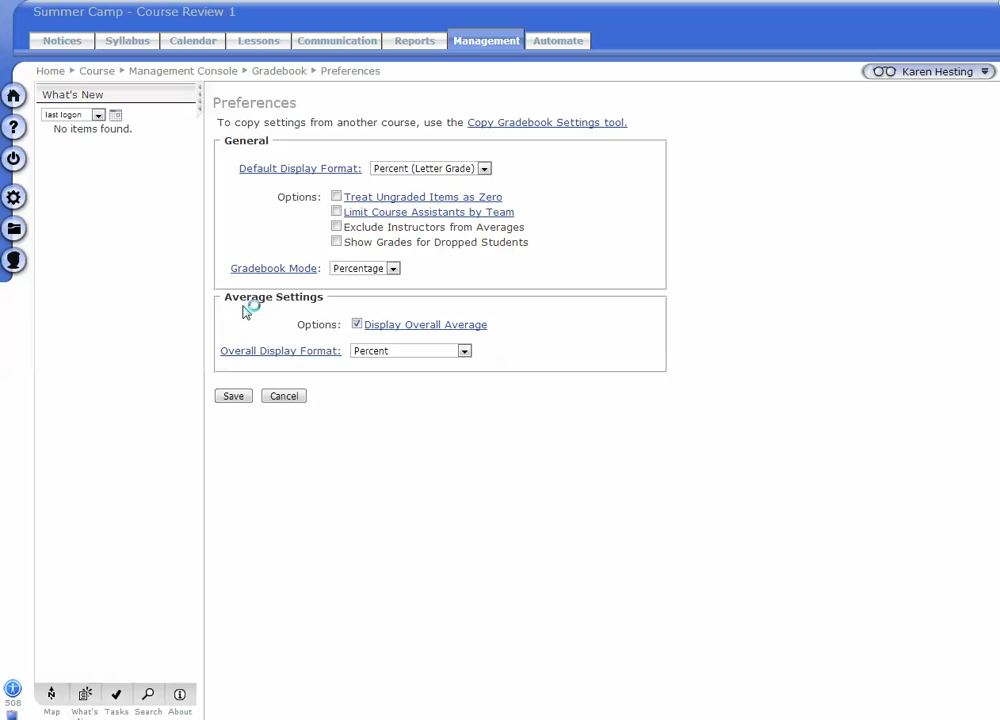 Summer Camp - Course Review 1
Notices Syllabus Calendar Lessons Communication Reports Management Automate
Home Course Management Console Gradebook Preferences
Karen Hesting
What's New
last logon
No items found.
Preferences
To copy settings from another course, use the Copy Gradebook Settings tool.
General
Default Display Format: Percent (Letter Grade)
Options: Treat Ungraded Items as Zero
Limit Course Assistants by Team
Exclude Instructors from Averages
Show Grades for Dropped Students
Gradebook Mode: Percentage
Average Settings
Options: Display Overall Average
Overall Display Format: Percent
Save Cancel
508
Map What's Tasks Search About